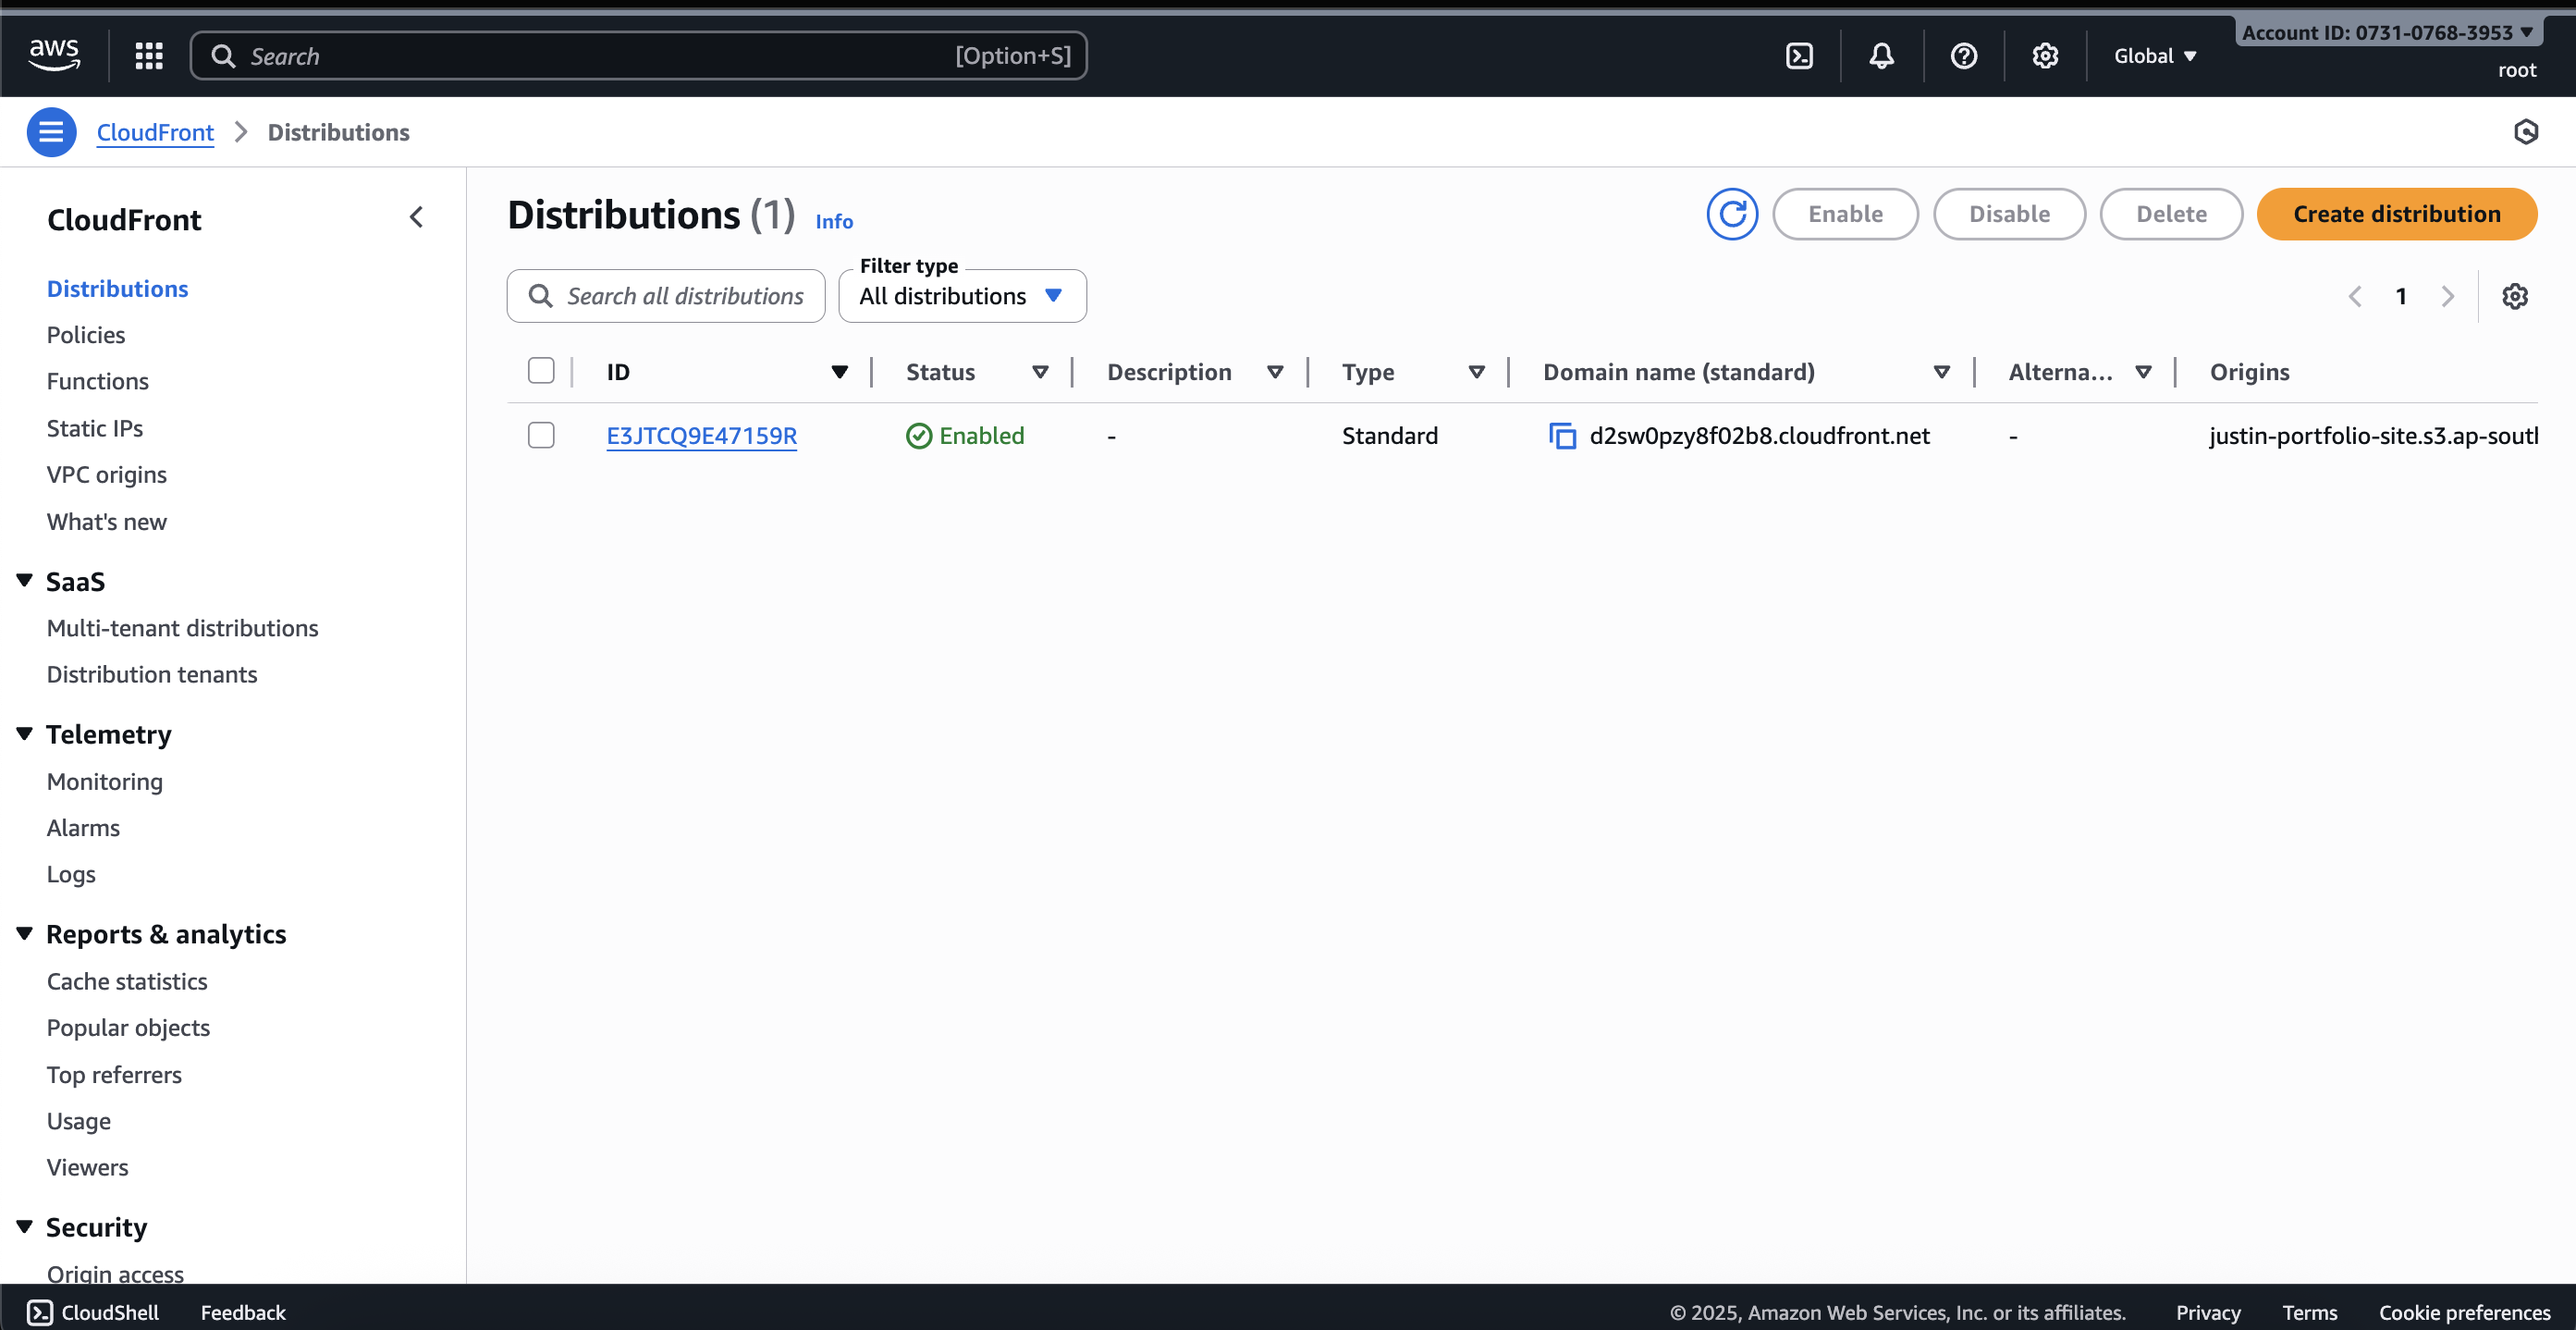 aws
Search [Option+S]
Global
Account ID: 0731-0768-3953
root
CloudFront
Distributions
CloudFront
Distributions
Policies
Functions
Static IPs
VPC origins
What's new
SaaS
Multi-tenant distributions
Distribution tenants
Telemetry
Monitoring
Alarms
Logs
Reports & analytics
Cache statistics
Popular objects
Top referrers
Usage
Viewers
Security
Origin access
Distributions (1) Info
Enable
Disable
Delete
Create distribution
Search all distributions
Filter type
All distributions
1
ID Status Description Type Domain name (standard) Alterna... Origins
E3JTCQ9E47159R Enabled - Standard d2sw0pzy8f02b8.cloudfront.net - justin-portfolio-site.s3.ap-south
CloudShell Feedback © 2025, Amazon Web Services, Inc. or its affiliates. Privacy Terms Cookie preferences